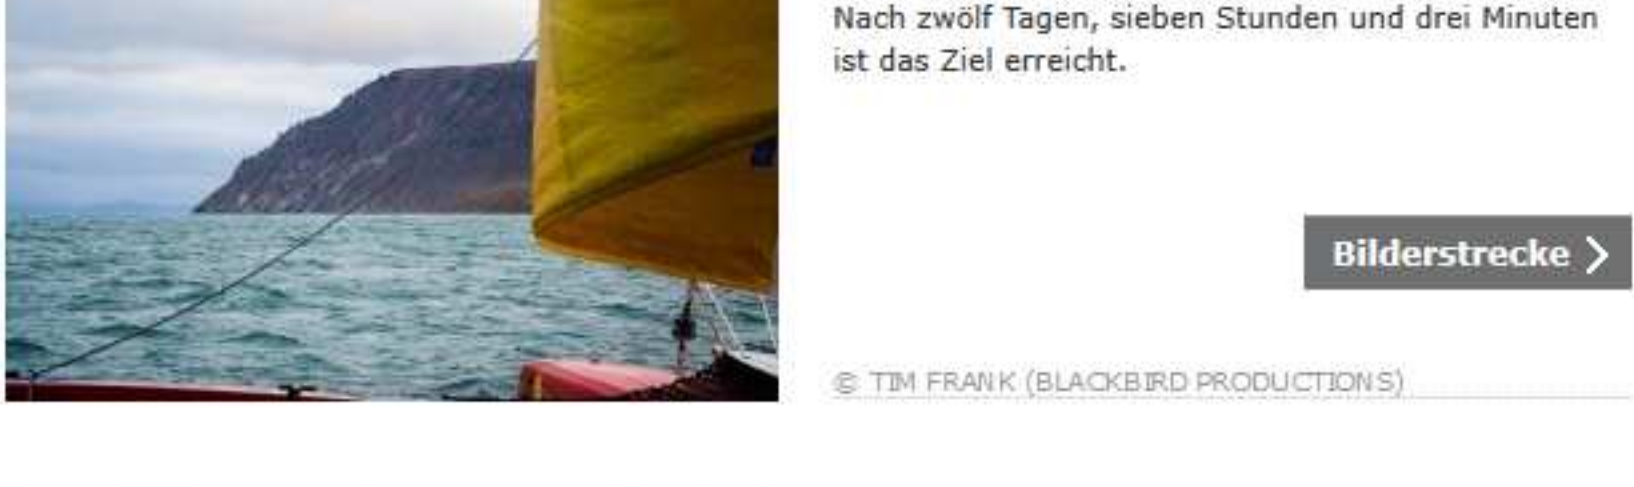 Nach zwölf Tagen, sieben Stunden und drei Minuten
ist das Ziel erreicht.
Bilderstrecke
© TIM FRANK (BLACKBIRD PRODUCTIONS)